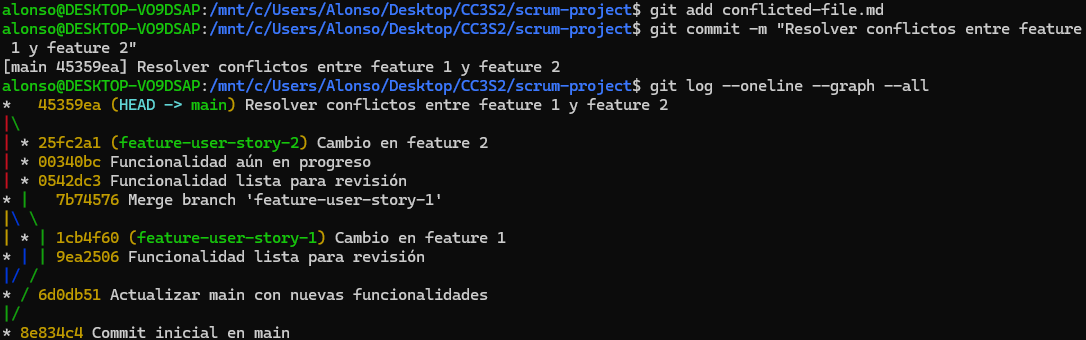 alonso@DESKTOP-VO9DSAP:/mnt/c/Users/Alonso/Desktop/CC3S2/scrum-project$ git add conflicted-file.md
alonso@DESKTOP-VO9DSAP:/mnt/c/Users/Alonso/Desktop/CC3S2/scrum-project$ git commit -m "Resolver conflictos entre feature
 1 y feature 2"
[main 45359ea] Resolver conflictos entre feature 1 y feature 2
alonso@DESKTOP-VO9DSAP:/mnt/c/Users/Alonso/Desktop/CC3S2/scrum-project$ git log --oneline --graph --all
*   45359ea (HEAD -> main) Resolver conflictos entre feature 1 y feature 2
|\
| * 25fc2a1 (feature-user-story-2) Cambio en feature 2
| * 00340bc Funcionalidad aún en progreso
| * 0542dc3 Funcionalidad lista para revisión
* |   7b74576 Merge branch 'feature-user-story-1'
|\ \
| * | 1cb4f60 (feature-user-story-1) Cambio en feature 1
* | | 9ea2506 Funcionalidad lista para revisión
|/ /
* / 6d0db51 Actualizar main con nuevas funcionalidades
|/
* 8e834c4 Commit inicial en main